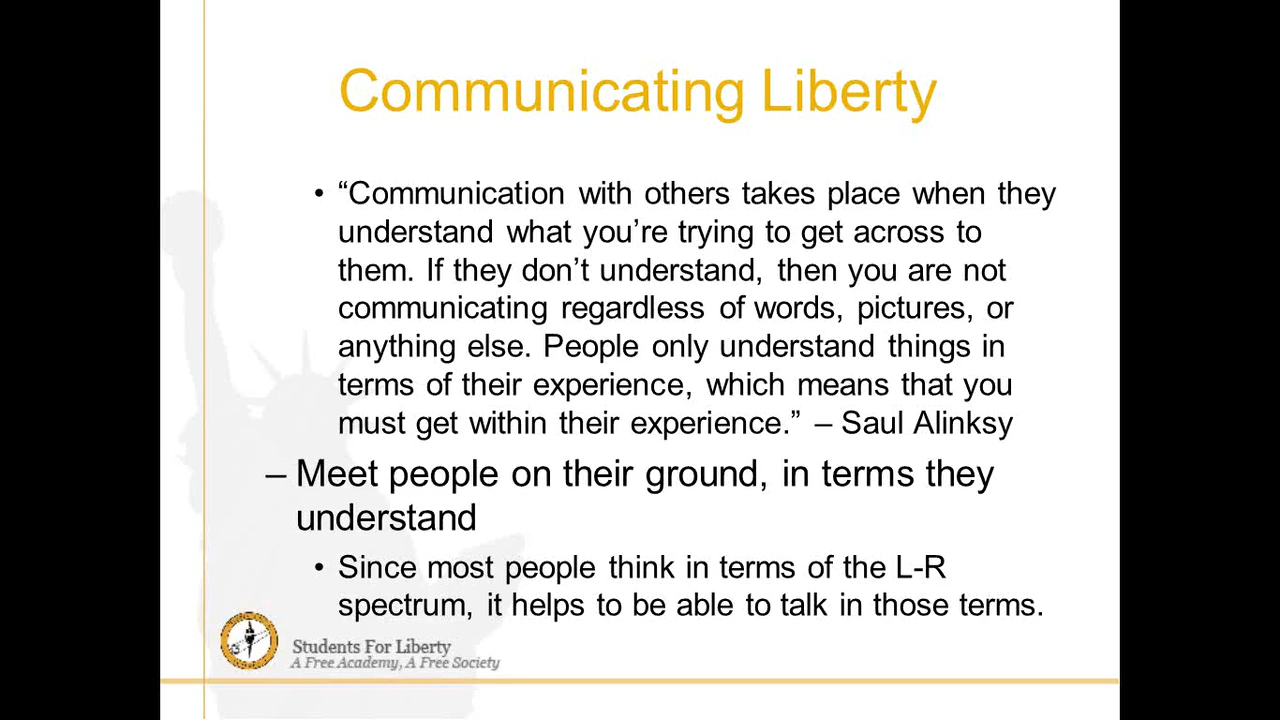 Communicating Liberty
• “Communication with others takes place when they
understand what you’re trying to get across to
them. If they don’t understand, then you are not
communicating regardless of words, pictures, or
anything else. People only understand things in
terms of their experience, which means that you
must get within their experience.” – Saul Alinksy
– Meet people on their ground, in terms they
understand
• Since most people think in terms of the L-R
spectrum, it helps to be able to talk in those terms.
Students For Liberty
A Free Academy, A Free Society